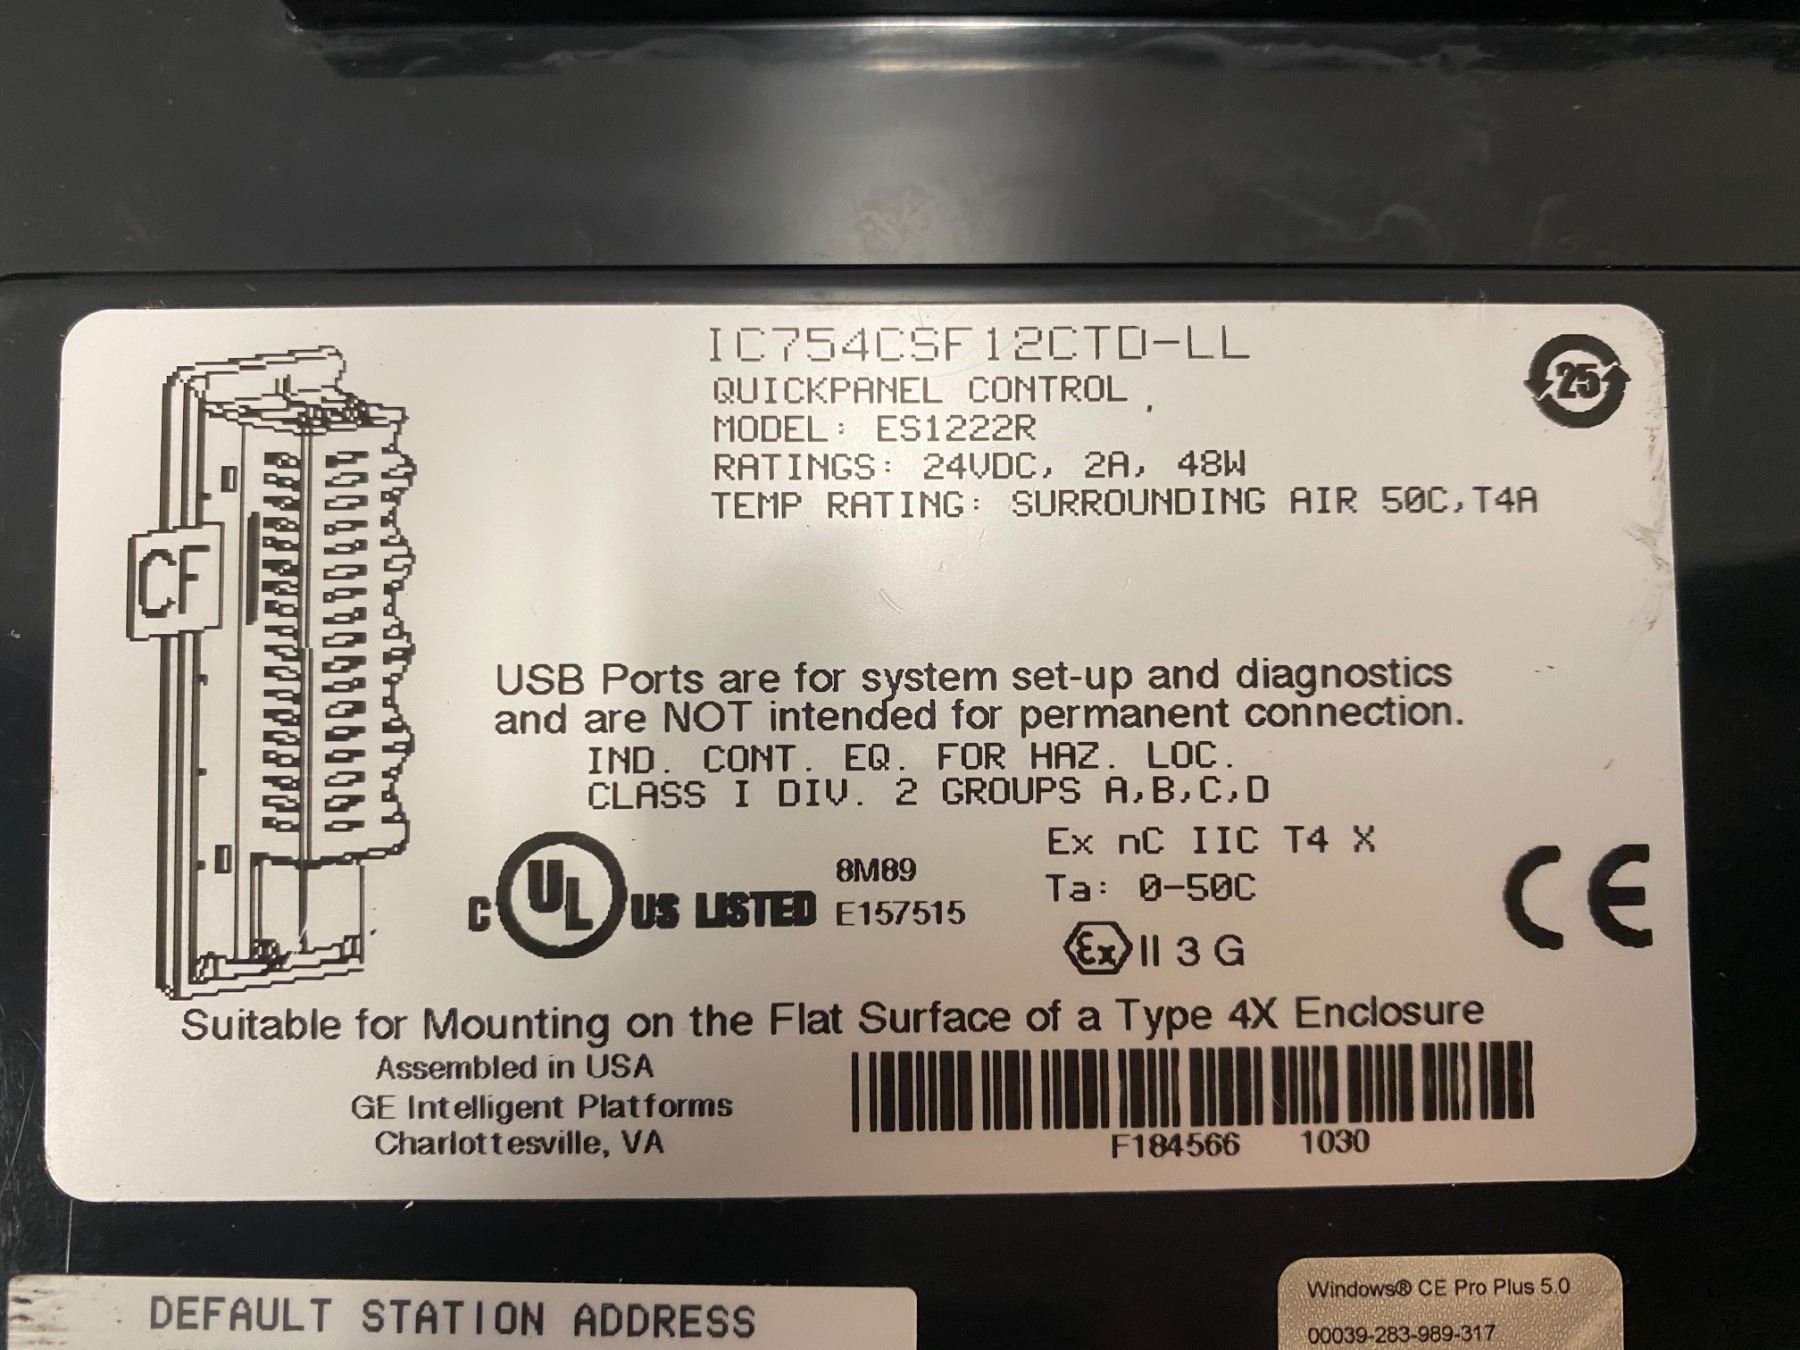 IC754CSF12CTD-LL
QUICKPANEL CONTROL
MODEL: ES1222R
RATINGS: 24VDC, 2A, 48W
TEMP RATING: SURROUNDING AIR 50C,T4A
25
CF
USB Ports are for system set-up and diagnostics
and are NOT intended for permanent connection.
IND. CONT. EQ. FOR HAZ. LOC.
CLASS I DIV. 2 GROUPS A,B,C,D
C UL US LISTED
8M89
E157515
Ex nC IIC T4 X
Ta: 0-50C
Ex II 3 G
CE
Suitable for Mounting on the Flat Surface of a Type 4X Enclosure
Assembled in USA
GE Intelligent Platforms
Charlottesville, VA
F184566 1030
DEFAULT STATION ADDRESS
Windows® CE Pro Plus 5.0
00039-283-989-317